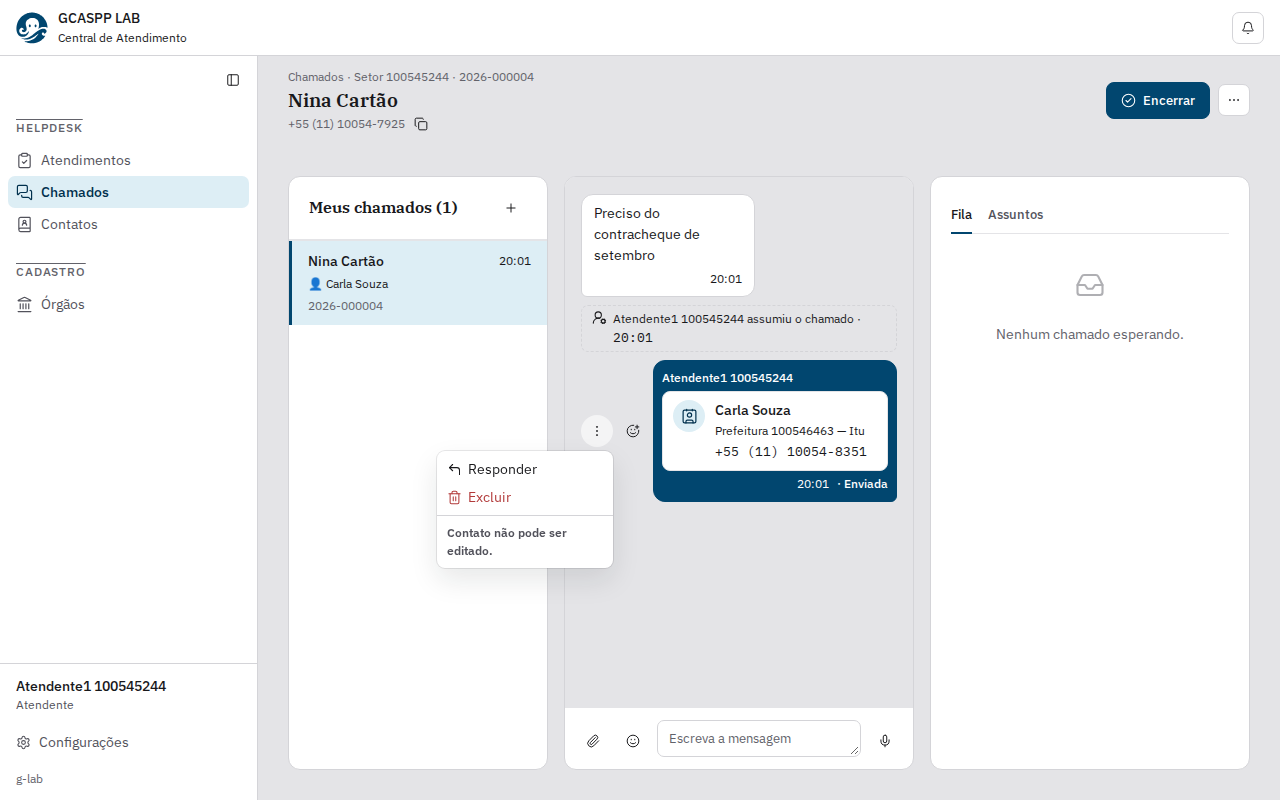 GCASPP LAB
Central de Atendimento
HELPDESK
Atendimentos
Chamados
Contatos
CADASTRO
Órgãos
Atendente1 100545244
Atendente
Configurações
g-lab
Chamados · Setor 100545244 · 2026-000004
Nina Cartão
+55 (11) 10054-7925
Encerrar
Meus chamados (1)
Nina Cartão 20:01
Carla Souza
2026-000004
Preciso do
contracheque de
setembro
20:01
Atendente1 100545244 assumiu o chamado ·
20:01
Atendente1 100545244
Carla Souza
Prefeitura 100546463 — Itu
+55 (11) 10054-8351
20:01 · Enviada
Responder
Excluir
Contato não pode ser
editado.
Escreva a mensagem
Fila Assuntos
Nenhum chamado esperando.